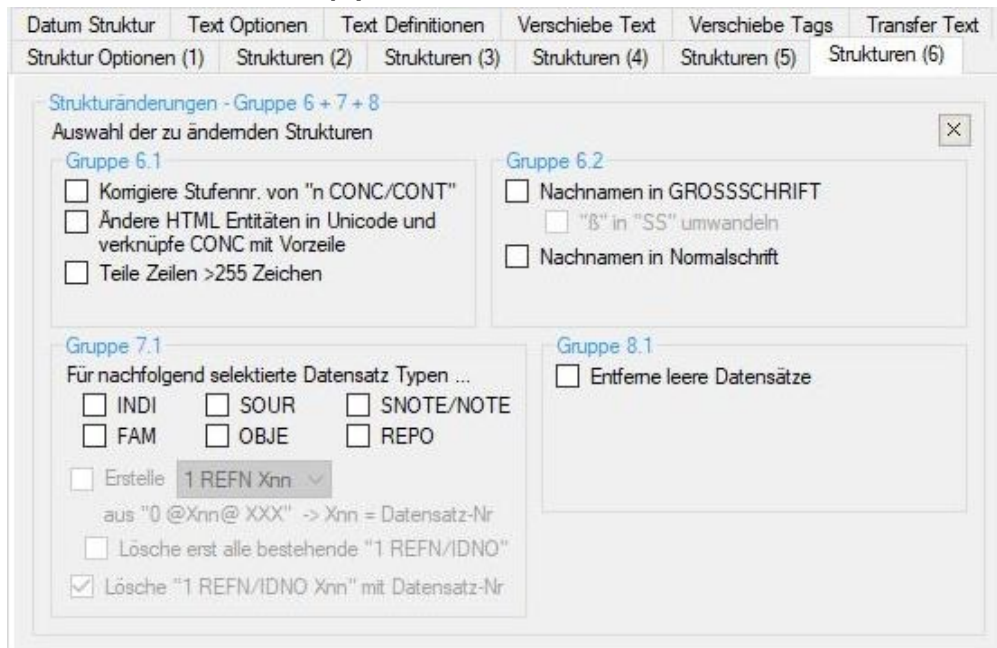 Datum Struktur Text Optionen Text Definitionen Verschiebe Text Verschiebe Tags Transfer Text
Struktur Optionen (1) Strukturen (2) Strukturen (3) Strukturen (4) Strukturen (5) Strukturen (6)
Strukturänderungen - Gruppe 6 + 7 + 8
Auswahl der zu ändernden Strukturen
Gruppe 6.1
Korrigiere Stufennr. von "n CONC/CONT"
Ändere HTML Entitäten in Unicode und
verknüpfe CONC mit Vorzeile
Teile Zeilen >255 Zeichen
Gruppe 6.2
Nachnamen in GROSSSCHRIFT
"ß" in "SS" umwandeln
Nachnamen in Normalschrift
Gruppe 7.1
Für nachfolgend selektierte Datensatz Typen ...
INDI SOUR SNOTE/NOTE
FAM OBJE REPO
Erstelle 1 REFN Xnn
aus "0 @Xnn@ XXX" -> Xnn = Datensatz-Nr
Lösche erst alle bestehende "1 REFN/IDNO"
Lösche "1 REFN/IDNO Xnn" mit Datensatz-Nr
Gruppe 8.1
Entferne leere Datensätze